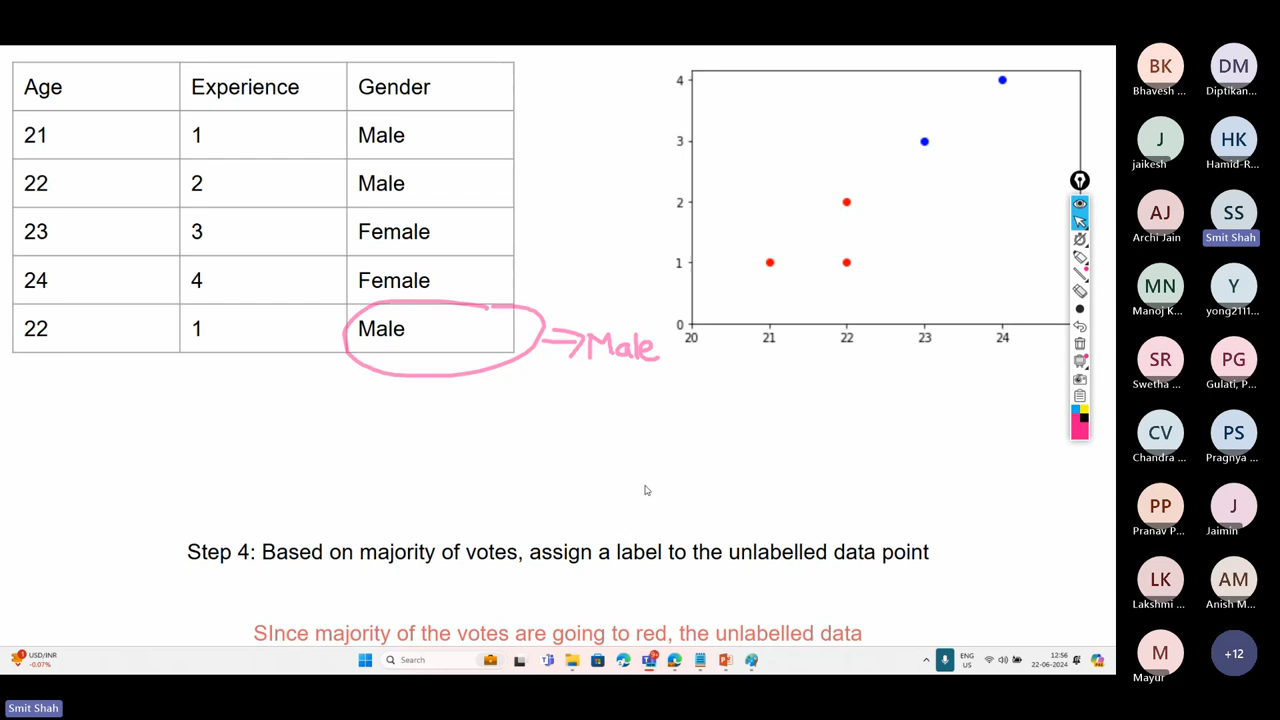 Age Experience Gender
21 1 Male
22 2 Male
23 3 Female
24 4 Female
22 1 Male
Male
4
3
2
1
0
20 21 22 23 24
Step 4: Based on majority of votes, assign a label to the unlabelled data point
SInce majority of the votes are going to red, the unlabelled data
BK DM
Bhavesh ... Diptikan...
J HK
jaikesh Hamid-R...
AJ SS
Archi Jain Smit Shah
MN Y
Manoj K... yong2111...
SR PG
Swetha ... Gulati, P...
CV PS
Chandra ... Pragnya ...
PP J
Pranav P... Jaimin
LK AM
Lakshmi ... Anish M...
M +12
Mayur
USD/INR
-0.07%
Search
ENG
US
12:56
22-06-2024
Smit Shah